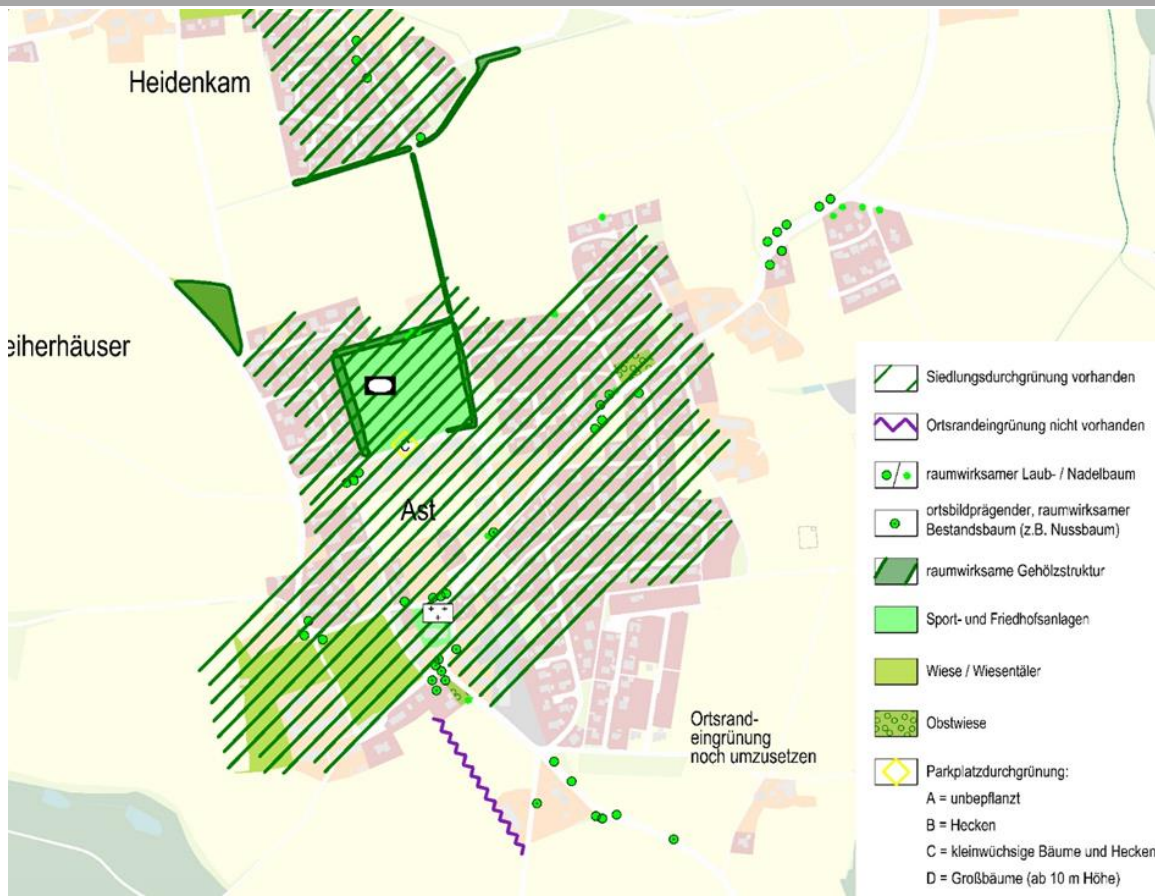 Heidenkam
eiherhäuser
C
Ast
Ortsrand-
eingrünung
noch umzusetzen
Siedlungsdurchgrünung vorhanden
Ortsrandeingrünung nicht vorhanden
raumwirksamer Laub- / Nadelbaum
ortsbildprägender, raumwirksamer
Bestandsbaum (z.B. Nussbaum)
raumwirksame Gehölzstruktur
Sport- und Friedhofsanlagen
Wiese / Wiesentäler
Obstwiese
Parkplatzdurchgrünung:
A = unbepflanzt
B = Hecken
C = kleinwüchsige Bäume und Hecken
D = Großbäume (ab 10 m Höhe)